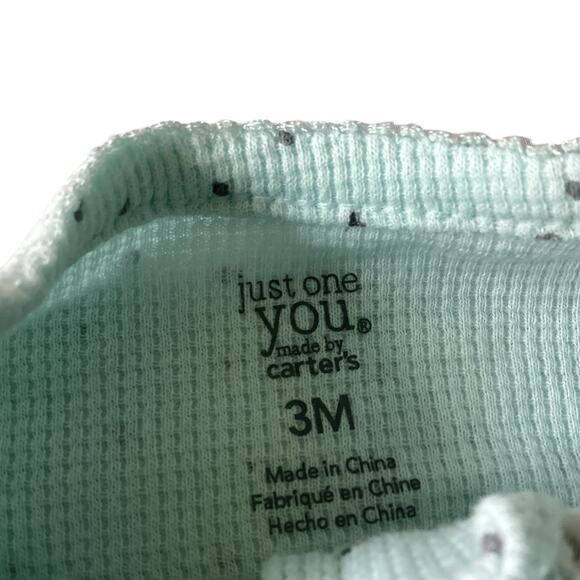 just one
you®
made by
carter's
3M
Made in China
Fabriqué en Chine
Hecho en China